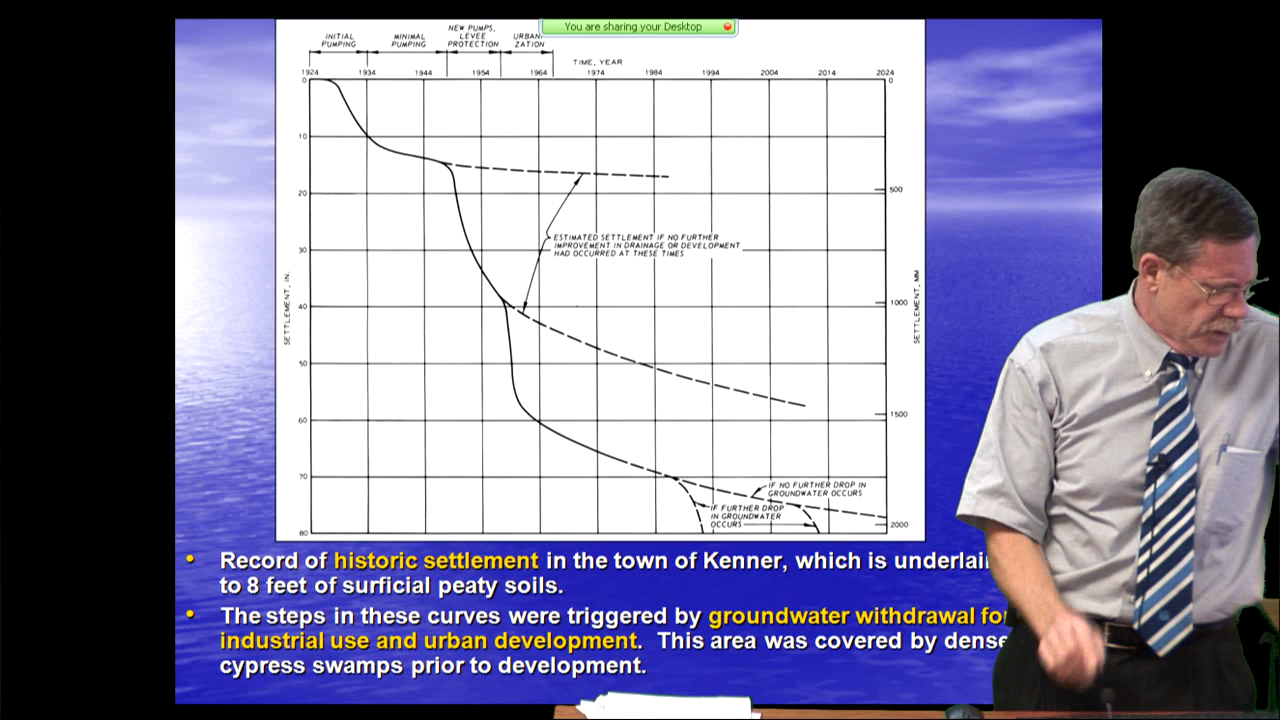 You are sharing your Desktop
INITIAL
PUMPING
MINIMAL
PUMPING
NEW PUMPS,
LEVEE
PROTECTION
URBANI
ZATION
TIME, YEAR
1924 1934 1944 1954 1964 1974 1984 1994 2004 2014 2024
0 0
10
20 500
30
ESTIMATED SETTLEMENT IF NO FURTHER
IMPROVEMENT IN DRAINAGE OR DEVELOPMENT
HAD OCCURRED AT THESE TIMES
SETTLEMENT, IN.
SETTLEMENT, MM
40 1000
50
60 1500
70
IF NO FURTHER DROP IN
GROUNDWATER OCCURS
IF FURTHER DROP
IN GROUNDWATER
OCCURS
80 2000
• Record of historic settlement in the town of Kenner, which is underlain
to 8 feet of surficial peaty soils.
• The steps in these curves were triggered by groundwater withdrawal for
industrial use and urban development. This area was covered by dense
cypress swamps prior to development.